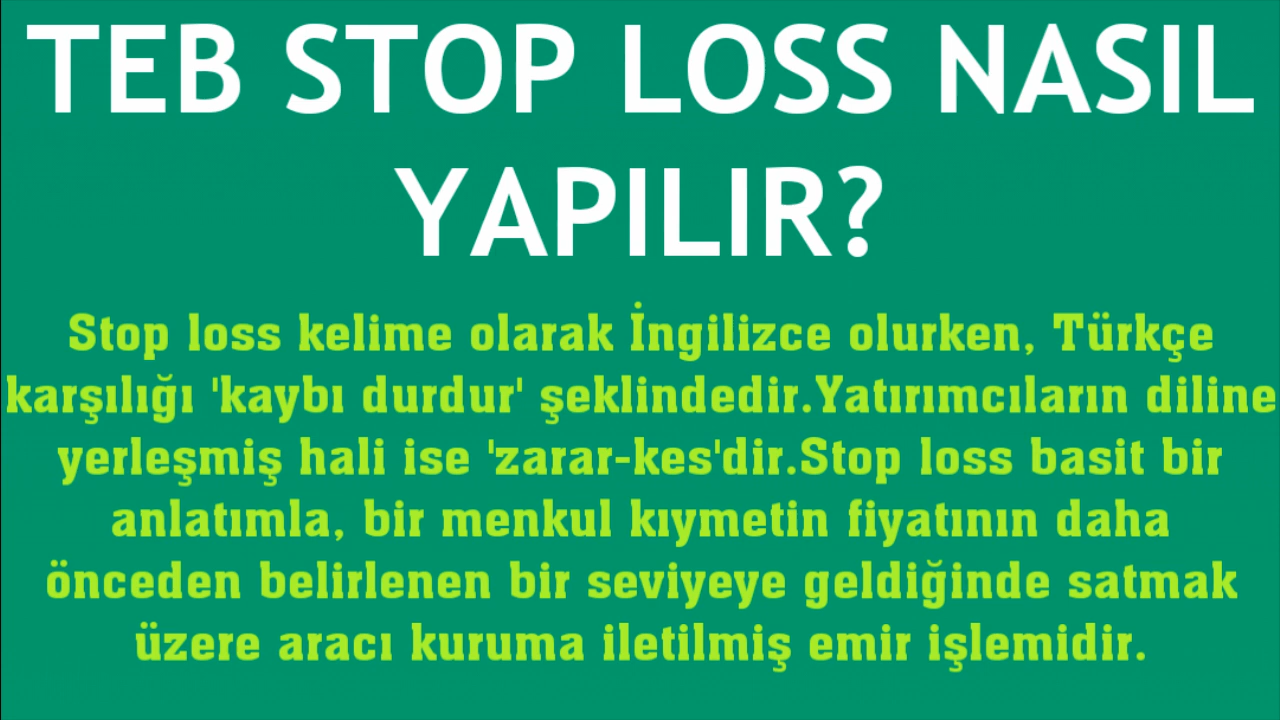 TEB STOP LOSS NASIL
YAPILIR?
Stop loss kelime olarak İngilizce olurken, Türkçe
karşılığı 'kaybı durdur' şeklindedir.Yatırımcıların diline
yerleşmiş hali ise 'zarar-kes'dir.Stop loss basit bir
anlatımla, bir menkul kıymetin fiyatının daha
önceden belirlenen bir seviyeye geldiğinde satmak
üzere aracı kuruma iletilmiş emir işlemidir.